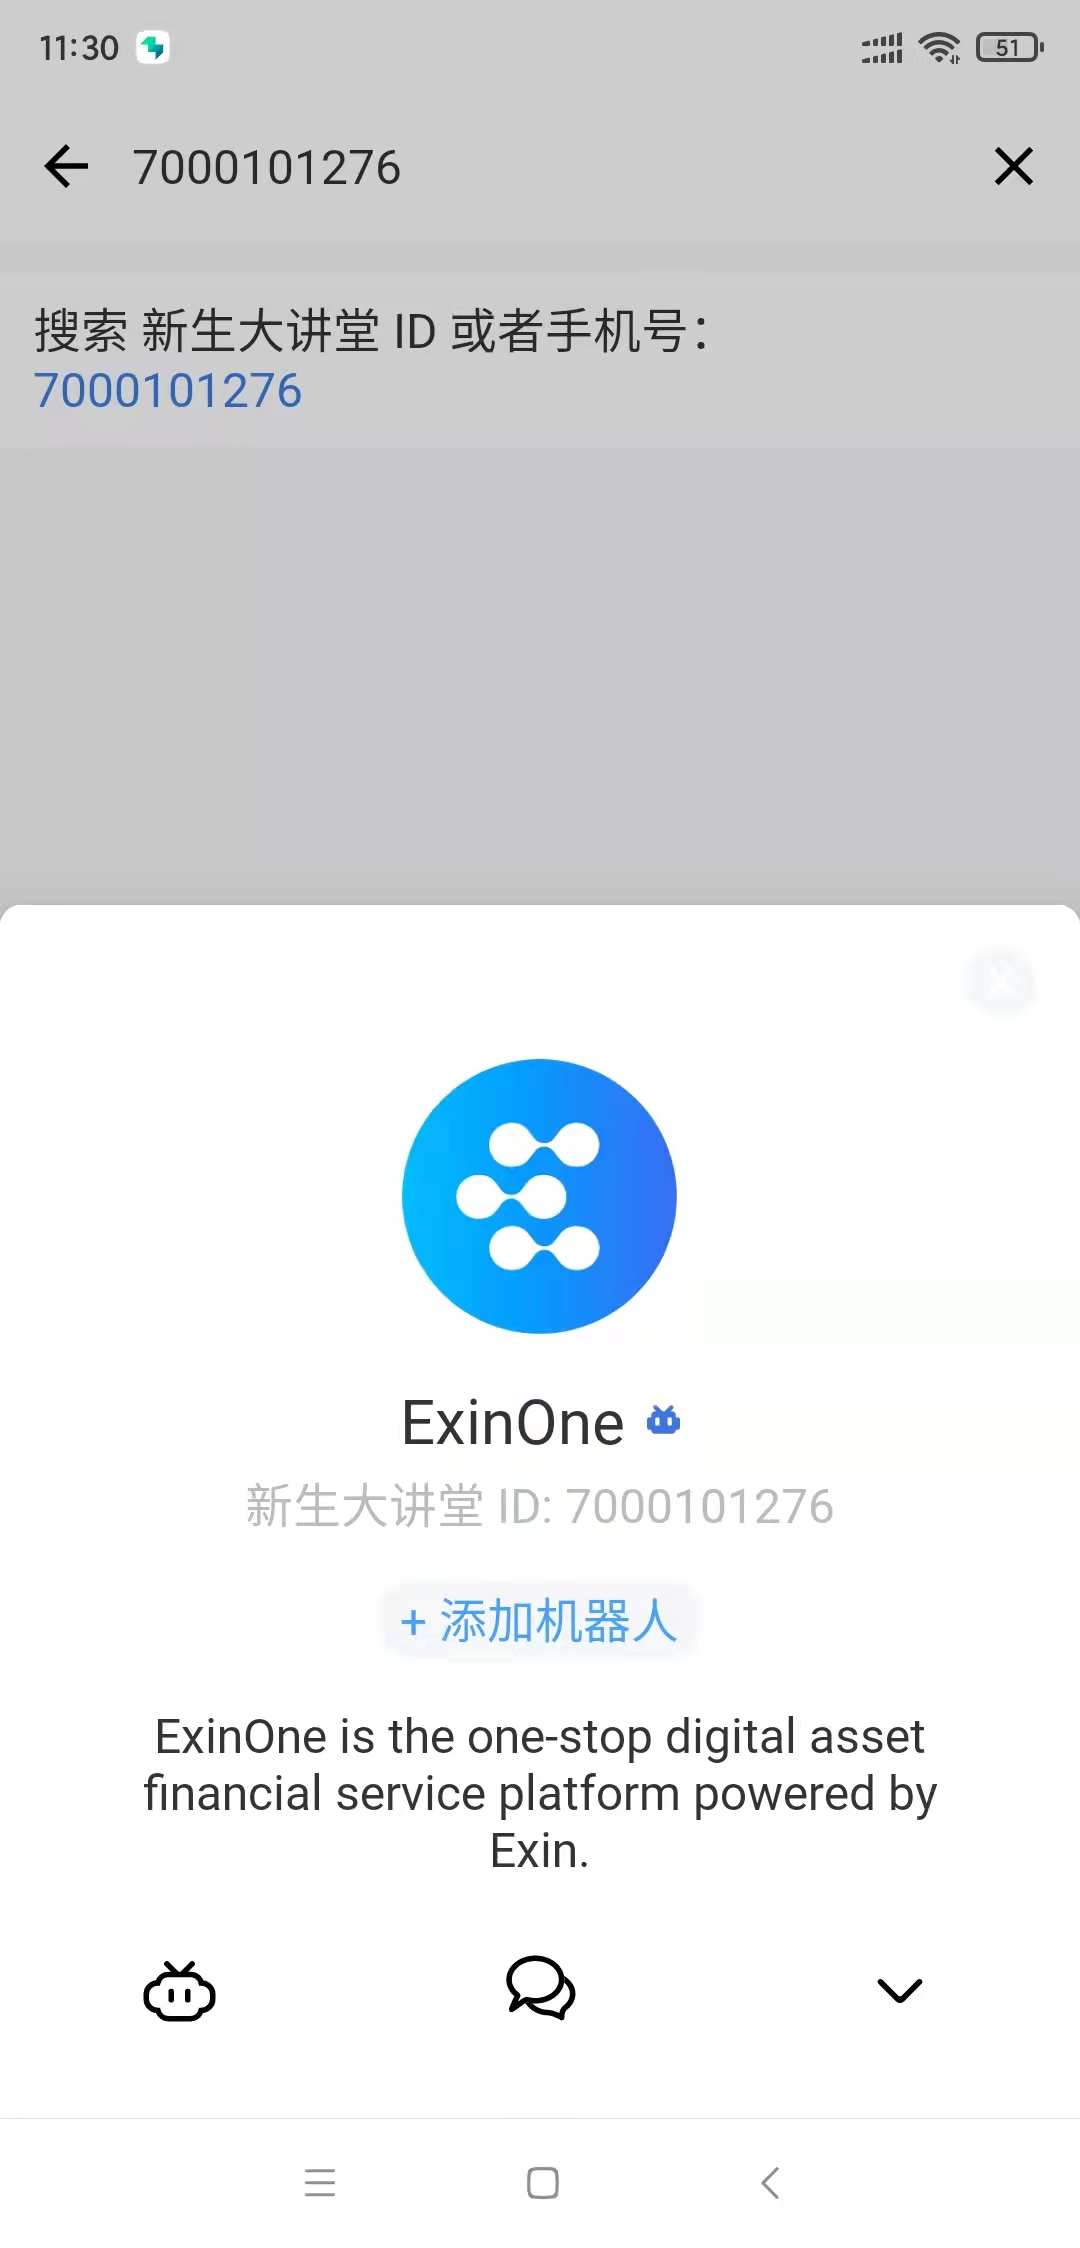 11:30
51
7000101276
搜索 新生大讲堂 ID 或者手机号：
7000101276
ExinOne
新生大讲堂 ID: 7000101276
+ 添加机器人
ExinOne is the one-stop digital asset
financial service platform powered by
Exin.